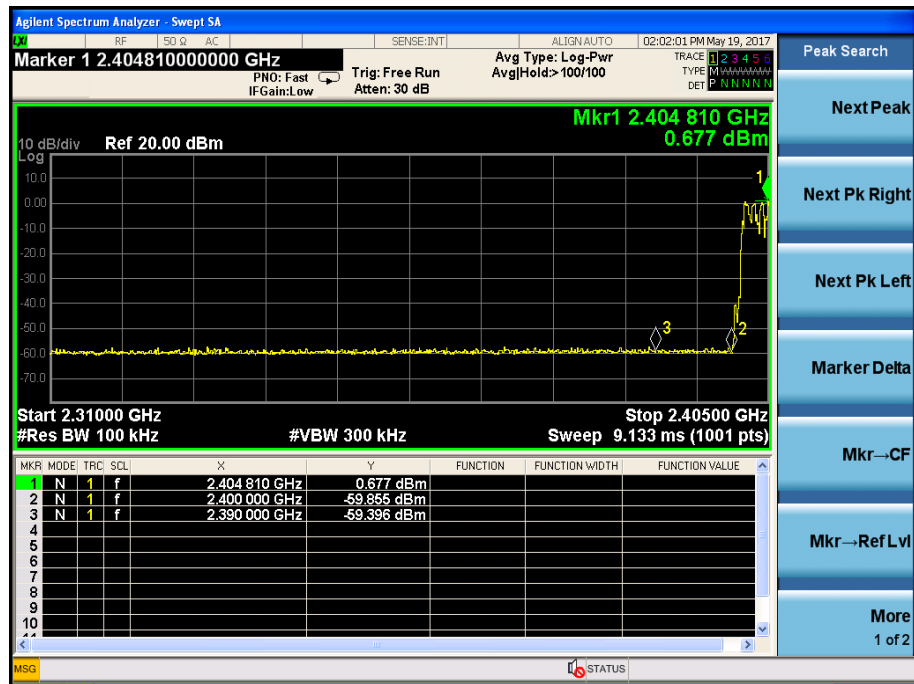 Agilent Spectrum Analyzer - Swept SA
LXI RF 50 Ω AC SENSE:INT ALIGN AUTO 02:02:01 PM May 19, 2017
Marker 1 2.404810000000 GHz
PNO: Fast
IFGain:Low
Trig: Free Run
Atten: 30 dB
Avg Type: Log-Pwr
Avg|Hold:> 100/100
TRACE 1 2 3 4 5 6
TYPE M
DET P N N N N N
Mkr1 2.404 810 GHz
0.677 dBm
10 dB/div Ref 20.00 dBm
Log
10.0
0.00
-10.0
-20.0
-30.0
-40.0
-50.0
-60.0
-70.0
1
3
2
Start 2.31000 GHz Stop 2.40500 GHz
#Res BW 100 kHz #VBW 300 kHz Sweep 9.133 ms (1001 pts)
MKR MODE TRC SCL X Y FUNCTION FUNCTION WIDTH FUNCTION VALUE
1 N 1 f 2.404 810 GHz 0.677 dBm
2 N 1 f 2.400 000 GHz -59.855 dBm
3 N 1 f 2.390 000 GHz -59.396 dBm
4
5
6
7
8
9
10
11
MSG STATUS
Peak Search
Next Peak
Next Pk Right
Next Pk Left
Marker Delta
Mkr→CF
Mkr→Ref Lvl
More
1 of 2